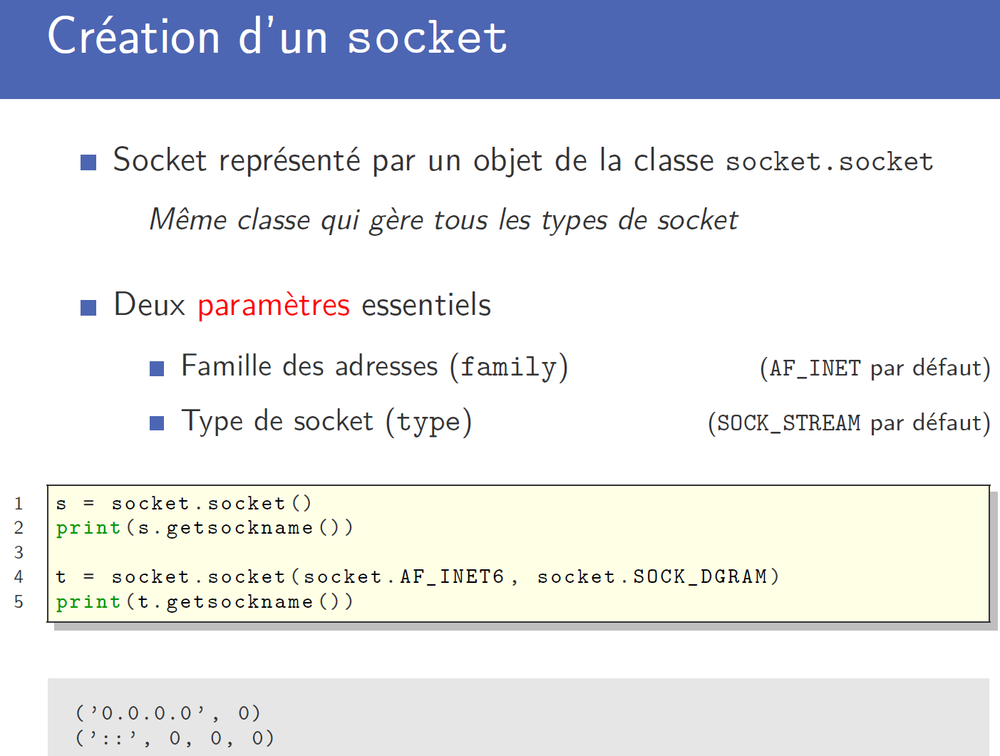 Création d'un socket
Socket représenté par un objet de la classe socket.socket
Même classe qui gère tous les types de socket
Deux paramètres essentiels
Famille des adresses (family) (AF_INET par défaut)
Type de socket (type) (SOCK_STREAM par défaut)
1 s = socket.socket()
2 print(s.getsockname())
3
4 t = socket.socket(socket.AF_INET6, socket.SOCK_DGRAM)
5 print(t.getsockname())
('0.0.0.0', 0)
('::', 0, 0, 0)